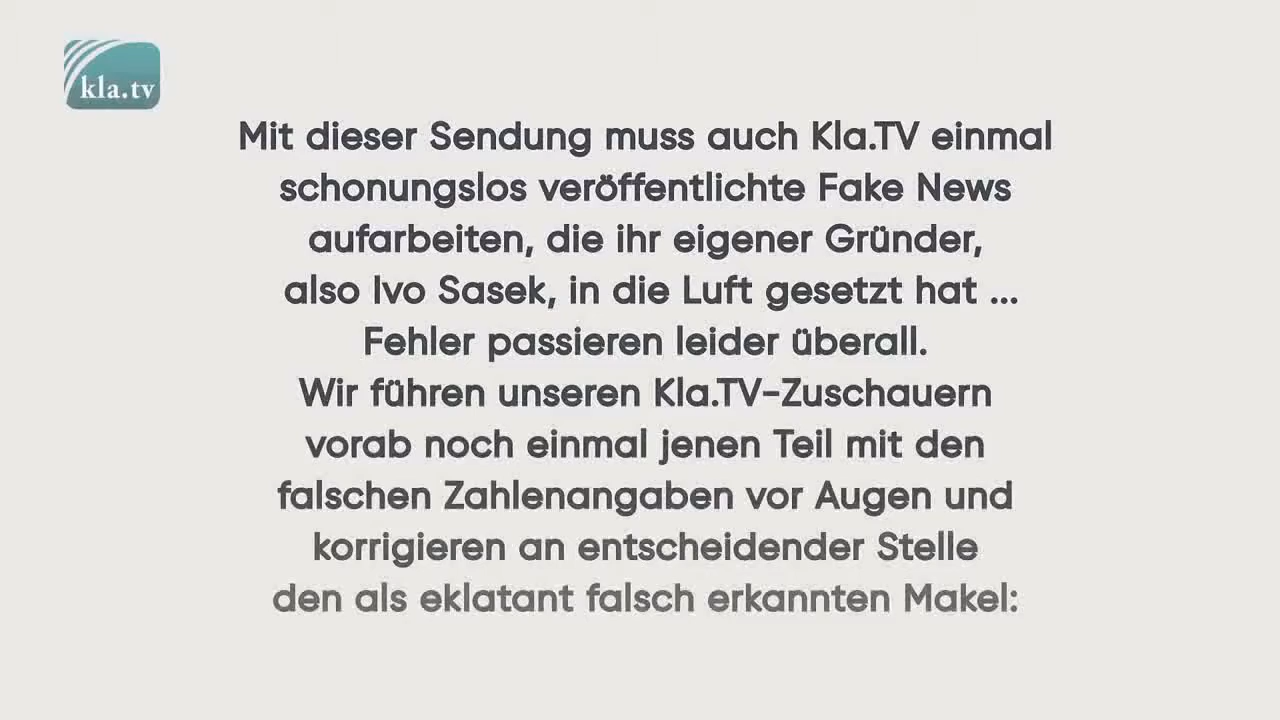 kla.tv
Mit dieser Sendung muss auch Kla.TV einmal
schonungslos veröffentlichte Fake News
aufarbeiten, die ihr eigener Gründer,
also Ivo Sasek, in die Luft gesetzt hat ...
Fehler passieren leider überall.
Wir führen unseren Kla.TV-Zuschauern
vorab noch einmal jenen Teil mit den
falschen Zahlenangaben vor Augen und
korrigieren an entscheidender Stelle
den als eklatant falsch erkannten Makel: